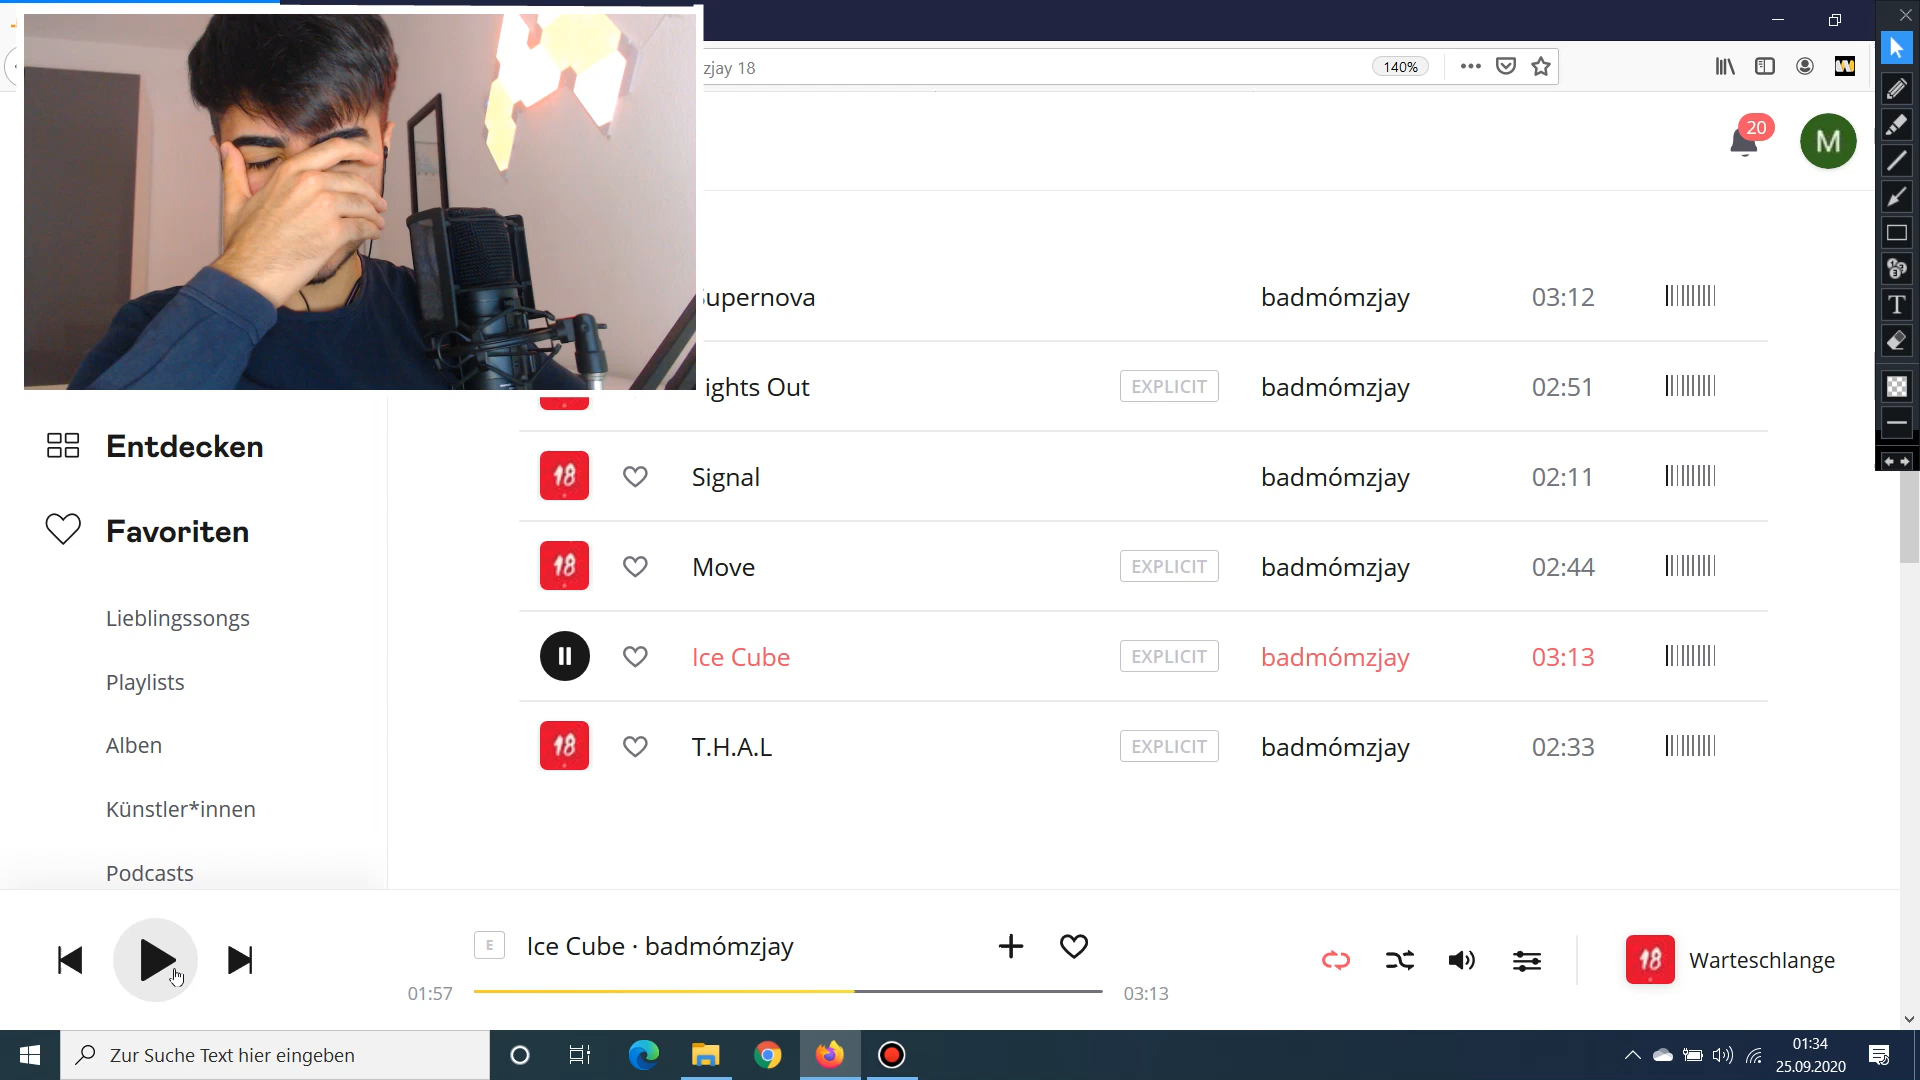 zjay 18
140%
20
M
upernova
badmómzjay
03:12
ights Out
EXPLICIT
badmómzjay
02:51
Entdecken
18
Signal
badmómzjay
02:11
Favoriten
18
Move
EXPLICIT
badmómzjay
02:44
Lieblingssongs
Ice Cube
EXPLICIT
badmómzjay
03:13
Playlists
18
T.H.A.L
EXPLICIT
badmómzjay
02:33
Alben
Künstler*innen
Podcasts
E
Ice Cube · badmómzjay
01:57
03:13
18
Warteschlange
Zur Suche Text hier eingeben
01:34
25.09.2020
T